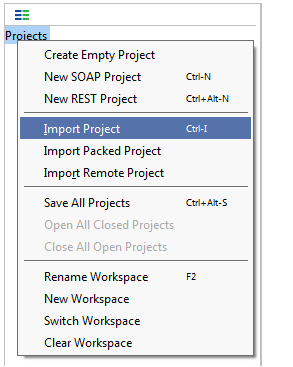 Projects
Create Empty Project
New SOAP Project Ctrl-N
New REST Project Ctrl+Alt-N
Import Project Ctrl-I
Import Packed Project
Import Remote Project
Save All Projects Ctrl+Alt-S
Open All Closed Projects
Close All Open Projects
Rename Workspace F2
New Workspace
Switch Workspace
Clear Workspace